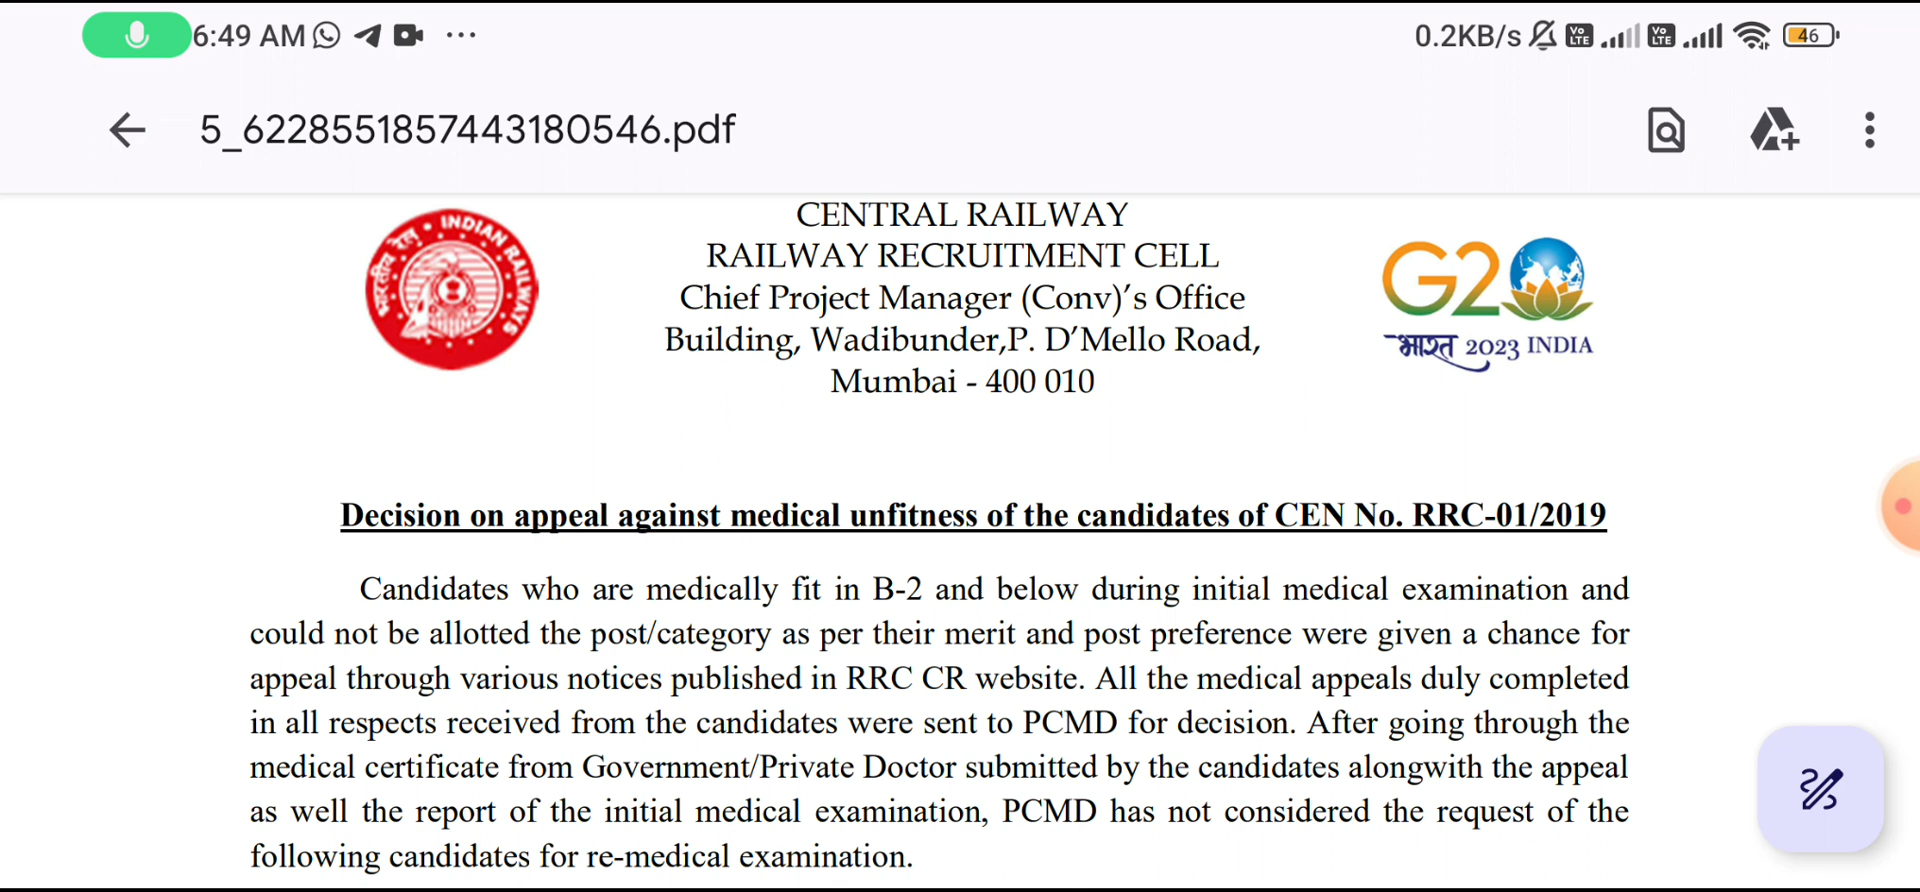 6:49 AM ... 0.2KB/s Vo LTE Vo LTE 46
5_6228551857443180546.pdf
CENTRAL RAILWAY
RAILWAY RECRUITMENT CELL
Chief Project Manager (Conv)’s Office
Building, Wadibunder,P. D’Mello Road,
Mumbai - 400 010
भारतीय रेल INDIAN RAILWAYS
G20
भारत 2023 INDIA
Decision on appeal against medical unfitness of the candidates of CEN No. RRC-01/2019
Candidates who are medically fit in B-2 and below during initial medical examination and
could not be allotted the post/category as per their merit and post preference were given a chance for
appeal through various notices published in RRC CR website. All the medical appeals duly completed
in all respects received from the candidates were sent to PCMD for decision. After going through the
medical certificate from Government/Private Doctor submitted by the candidates alongwith the appeal
as well the report of the initial medical examination, PCMD has not considered the request of the
following candidates for re-medical examination.